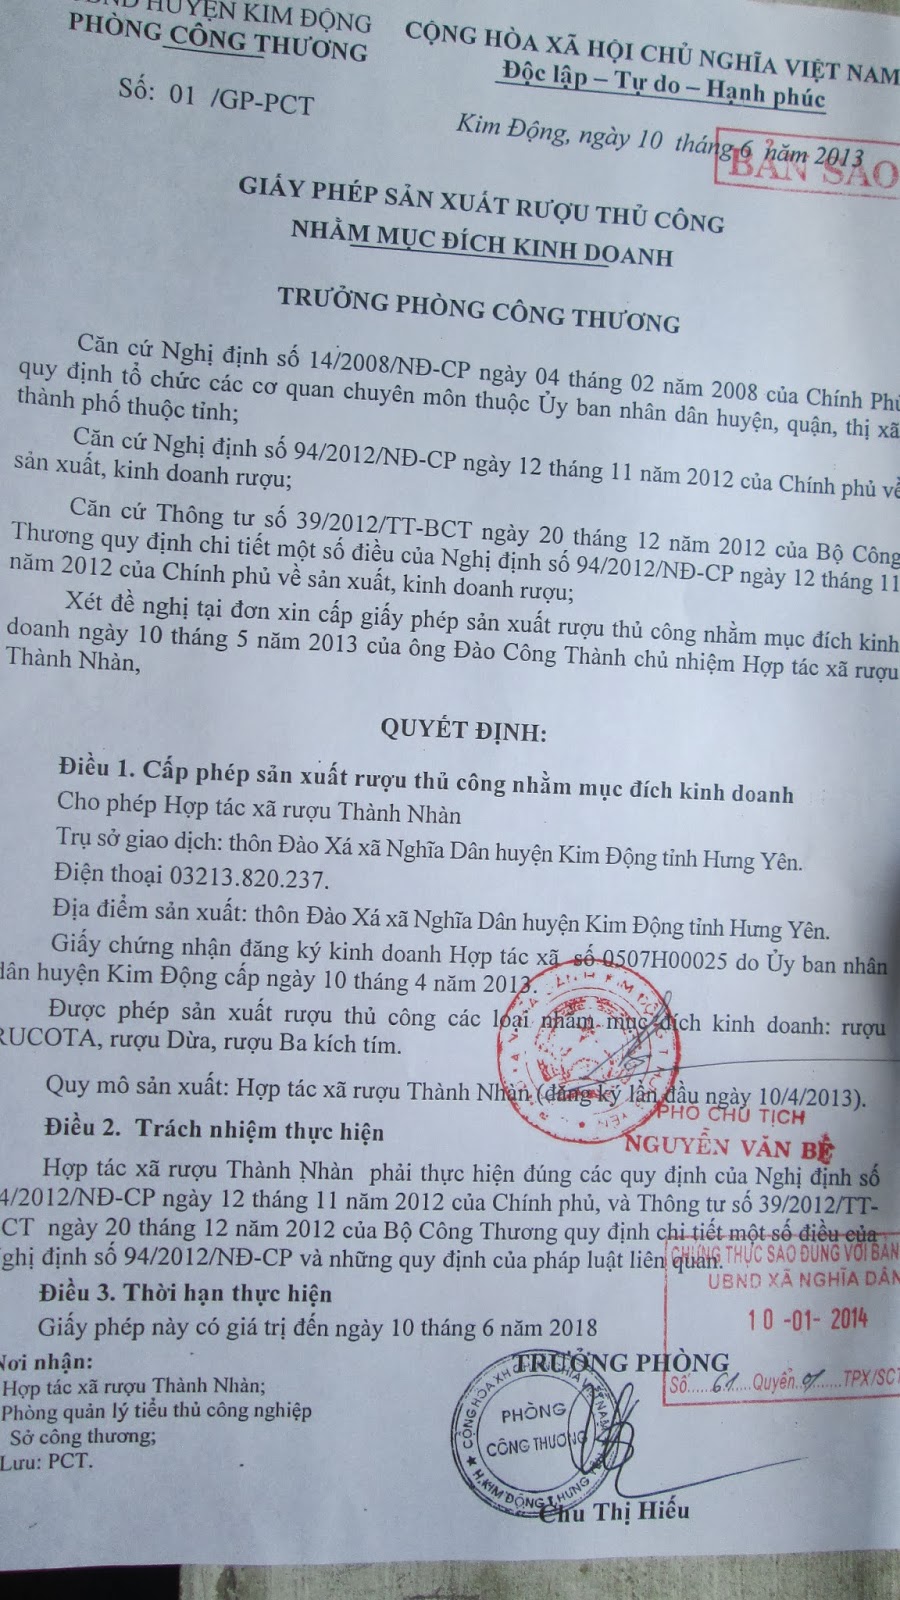 HUYỆN KIM ĐỘNG
PHÒNG CÔNG THƯƠNG
Số: 01 /GP-PCT
CỘNG HÒA XÃ HỘI CHỦ NGHĨA VIỆT NAM
Độc lập – Tự do – Hạnh phúc
Kim Động, ngày 10 tháng 6 năm 2013
BẢN SAO
GIẤY PHÉP SẢN XUẤT RƯỢU THỦ CÔNG
NHẰM MỤC ĐÍCH KINH DOANH
TRƯỞNG PHÒNG CÔNG THƯƠNG
Căn cứ Nghị định số 14/2008/NĐ-CP ngày 04 tháng 02 năm 2008 của Chính Phủ
quy định tổ chức các cơ quan chuyên môn thuộc Ủy ban nhân dân huyện, quận, thị xã
thành phố thuộc tỉnh;
Căn cứ Nghị định số 94/2012/NĐ-CP ngày 12 tháng 11 năm 2012 của Chính phủ về
sản xuất, kinh doanh rượu;
Căn cứ Thông tư số 39/2012/TT-BCT ngày 20 tháng 12 năm 2012 của Bộ Công
Thương quy định chi tiết một số điều của Nghị định số 94/2012/NĐ-CP ngày 12 tháng 11
năm 2012 của Chính phủ về sản xuất, kinh doanh rượu;
Xét đề nghị tại đơn xin cấp giấy phép sản xuất rượu thủ công nhằm mục đích kinh
doanh ngày 10 tháng 5 năm 2013 của ông Đào Công Thành chủ nhiệm Hợp tác xã rượu
Thành Nhàn,
QUYẾT ĐỊNH:
Điều 1. Cấp phép sản xuất rượu thủ công nhằm mục đích kinh doanh
Cho phép Hợp tác xã rượu Thành Nhàn
Trụ sở giao dịch: thôn Đào Xá xã Nghĩa Dân huyện Kim Động tỉnh Hưng Yên.
Điện thoại 03213.820.237.
Địa điểm sản xuất: thôn Đào Xá xã Nghĩa Dân huyện Kim Động tỉnh Hưng Yên.
Giấy chứng nhận đăng ký kinh doanh Hợp tác xã số 0507H00025 do Ủy ban nhân
dân huyện Kim Động cấp ngày 10 tháng 4 năm 2013.
Được phép sản xuất rượu thủ công các loại nhằm mục đích kinh doanh: rượu
RUCOTA, rượu Dừa, rượu Ba kích tím.
Quy mô sản xuất: Hợp tác xã rượu Thành Nhàn (đăng ký lần đầu ngày 10/4/2013).
PHÓ CHỦ TỊCH
NGUYỄN VĂN BỆ
Điều 2. Trách nhiệm thực hiện
Hợp tác xã rượu Thành Nhàn phải thực hiện đúng các quy định của Nghị định số
4/2012/NĐ-CP ngày 12 tháng 11 năm 2012 của Chính phủ, và Thông tư số 39/2012/TT-
CT ngày 20 tháng 12 năm 2012 của Bộ Công Thương quy định chi tiết một số điều của
ghị định số 94/2012/NĐ-CP và những quy định của pháp luật liên quan.
CHỨNG THỰC SAO ĐÚNG VỚI BẢN
UBND XÃ NGHĨA DÂN
10 -01- 2014
Số......61....Quyển..01......TPX/SCT
Điều 3. Thời hạn thực hiện
Giấy phép này có giá trị đến ngày 10 tháng 6 năm 2018
Nơi nhận:
Hợp tác xã rượu Thành Nhàn;
Phòng quản lý tiểu thủ công nghiệp
Sở công thương;
Lưu: PCT.
TRƯỞNG PHÒNG
PHÒNG
CÔNG THƯƠNG
H.KIM ĐỘNG T.HƯNG YÊN
Chu Thị Hiếu